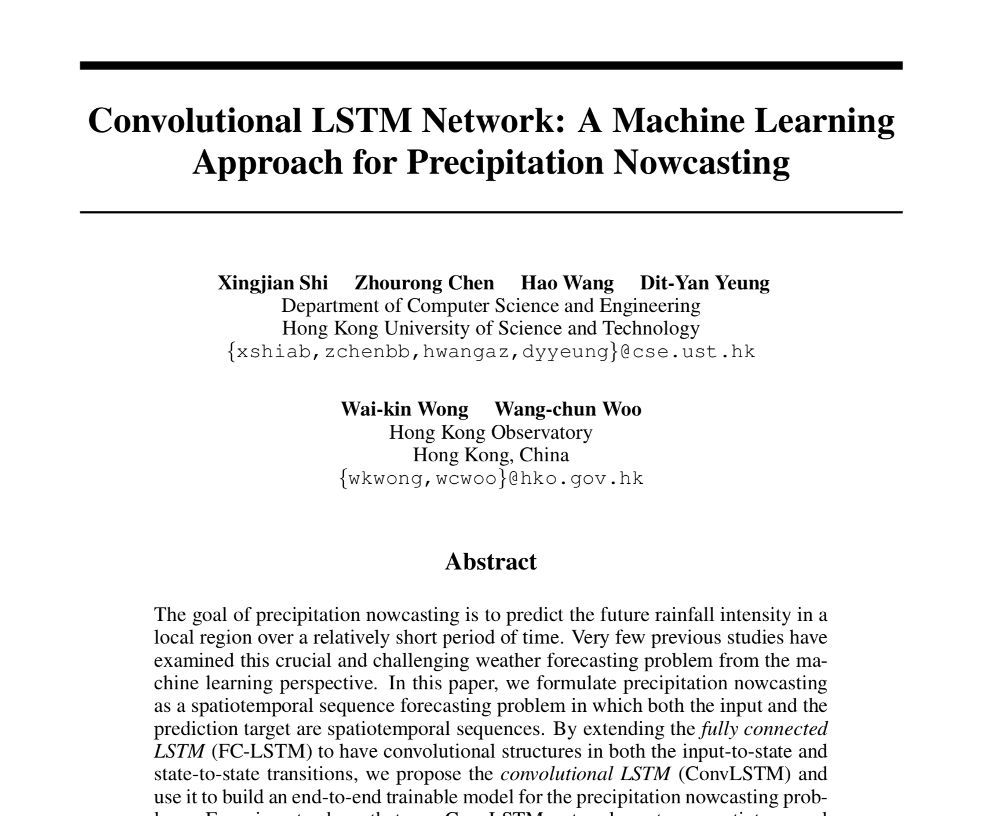 Convolutional LSTM Network: A Machine Learning
Approach for Precipitation Nowcasting
Xingjian Shi Zhourong Chen Hao Wang Dit-Yan Yeung
Department of Computer Science and Engineering
Hong Kong University of Science and Technology
{xshiab,zchenbb,hwangaz,dyyeung}@cse.ust.hk
Wai-kin Wong Wang-chun Woo
Hong Kong Observatory
Hong Kong, China
{wkwong,wcwoo}@hko.gov.hk
Abstract
The goal of precipitation nowcasting is to predict the future rainfall intensity in a
local region over a relatively short period of time. Very few previous studies have
examined this crucial and challenging weather forecasting problem from the ma-
chine learning perspective. In this paper, we formulate precipitation nowcasting
as a spatiotemporal sequence forecasting problem in which both the input and the
prediction target are spatiotemporal sequences. By extending the fully connected
LSTM (FC-LSTM) to have convolutional structures in both the input-to-state and
state-to-state transitions, we propose the convolutional LSTM (ConvLSTM) and
use it to build an end-to-end trainable model for the precipitation nowcasting prob-